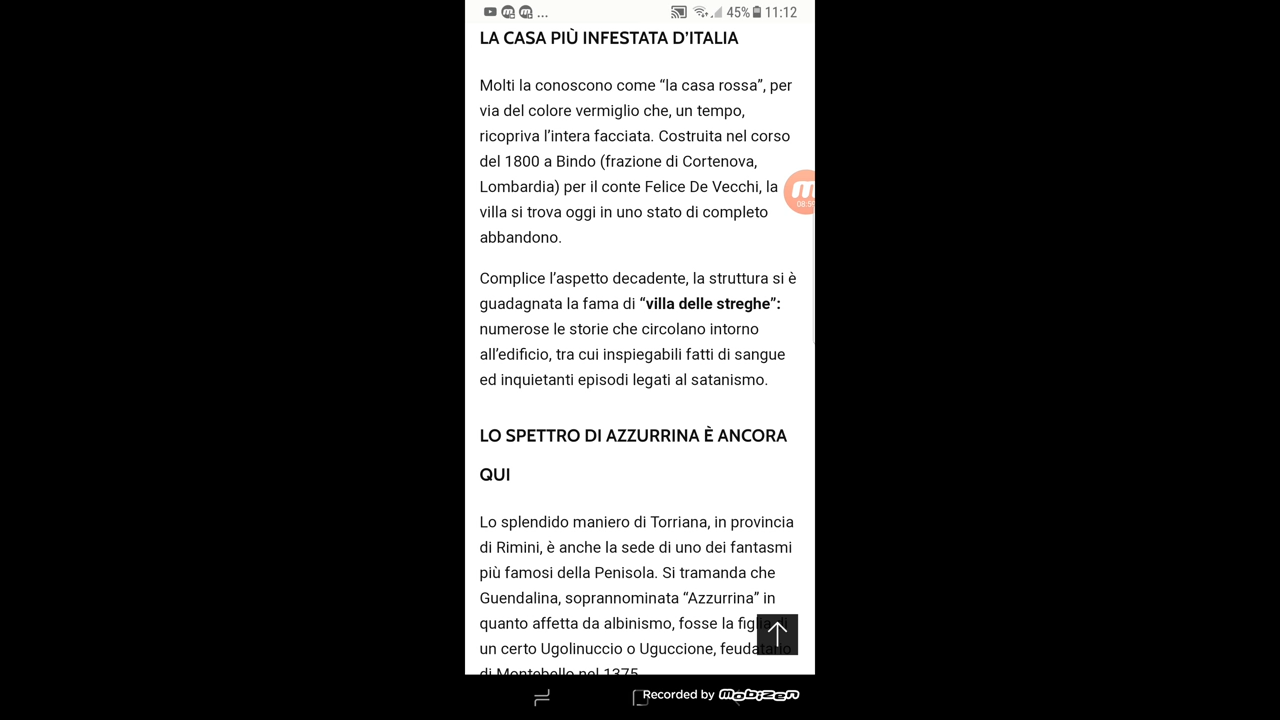 ... 45% 11:12
LA CASA PIÙ INFESTATA D'ITALIA
Molti la conoscono come “la casa rossa”, per
via del colore vermiglio che, un tempo,
ricopriva l'intera facciata. Costruita nel corso
del 1800 a Bindo (frazione di Cortenova,
Lombardia) per il conte Felice De Vecchi, la
villa si trova oggi in uno stato di completo
abbandono.
Complice l'aspetto decadente, la struttura si è
guadagnata la fama di “villa delle streghe”:
numerose le storie che circolano intorno
all'edificio, tra cui inspiegabili fatti di sangue
ed inquietanti episodi legati al satanismo.
LO SPETTRO DI AZZURRINA È ANCORA
QUI
Lo splendido maniero di Torriana, in provincia
di Rimini, è anche la sede di uno dei fantasmi
più famosi della Penisola. Si tramanda che
Guendalina, soprannominata “Azzurrina” in
quanto affetta da albinismo, fosse la figlia di
un certo Ugolinuccio o Uguccione, feudatario
di Montebello nel 1375.
Recorded by mobizen